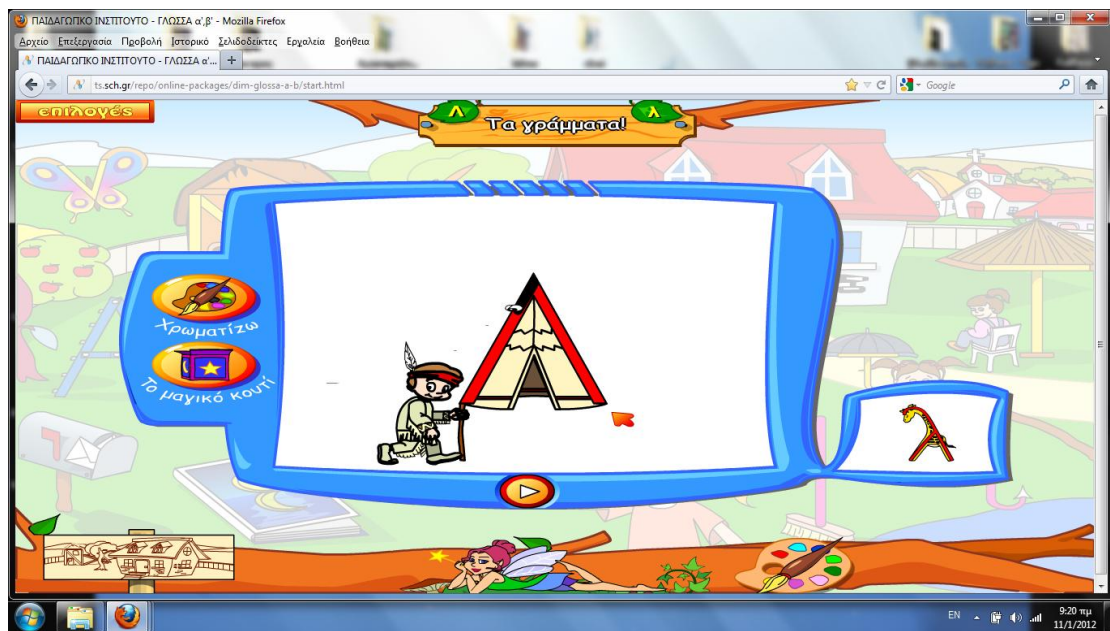 ΠΑΙΔΑΓΩΓΙΚΟ ΙΝΣΤΙΤΟΥΤΟ - ΓΛΩΣΣΑ α',β' - Mozilla Firefox
Αρχείο Επεξεργασία Προβολή Ιστορικό Σελιδοδείκτες Εργαλεία Βοήθεια
ΠΑΙΔΑΓΩΓΙΚΟ ΙΝΣΤΙΤΟΥΤΟ - ΓΛΩΣΣΑ α'... +
ts.sch.gr/repo/online-packages/dim-glossa-a-b/start.html
Google
επιλογές
Λ Τα γράμματα! λ
Χρωματίζω
Το μαγικό κουτί
EN
9:20 πμ
11/1/2012